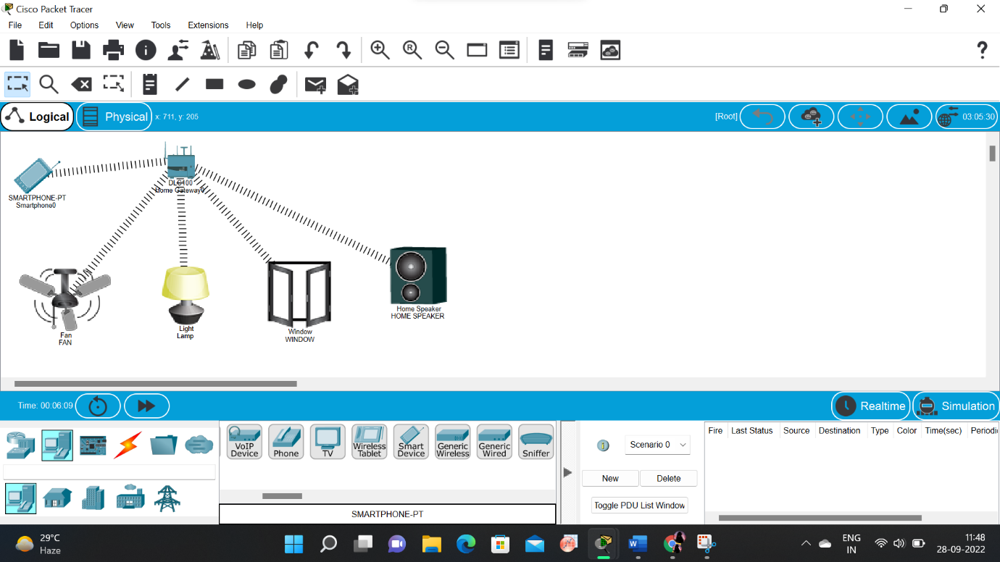 Cisco Packet Tracer
File Edit Options View Tools Extensions Help
Logical Physical x: 711, y: 205 [Root] 03:05:30
SMARTPHONE-PT
Smartphone0
DLC100
Home Gateway0
Fan
FAN
Light
Lamp
Window
WINDOW
Home Speaker
HOME SPEAKER
Time: 00:06:09 Realtime Simulation
VoIP Device
Phone
TV
Wireless Tablet
Smart Device
Generic Wireless
Generic Wired
Sniffer
SMARTPHONE-PT
Scenario 0
New Delete
Toggle PDU List Window
Fire Last Status Source Destination Type Color Time(sec) Periodi
29°C
Haze
ENG
IN
11:48
28-09-2022